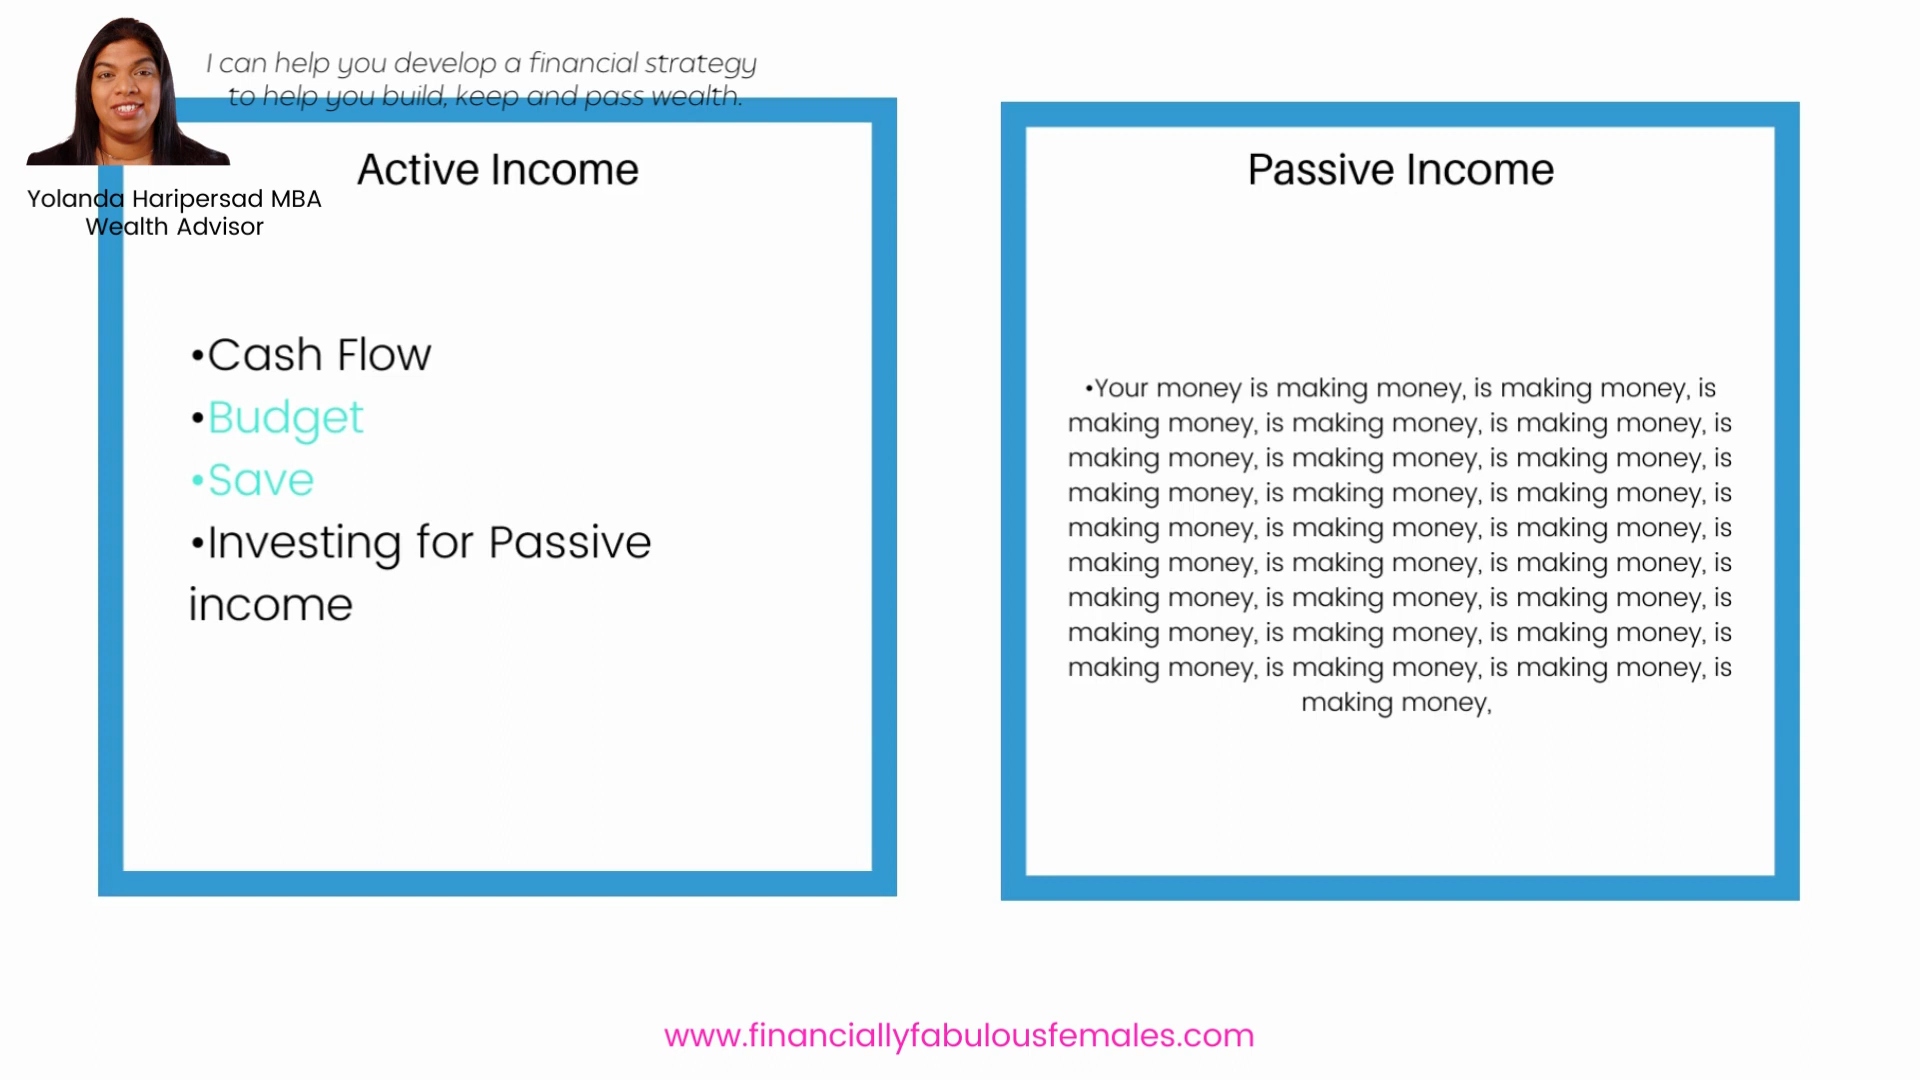 I can help you develop a financial strategy
to help you build, keep and pass wealth.
Yolanda Haripersad MBA
Wealth Advisor
Active Income
•Cash Flow
•Budget
•Save
•Investing for Passive
income
Passive Income
•Your money is making money, is making money, is
making money, is making money, is making money, is
making money, is making money, is making money, is
making money, is making money, is making money, is
making money, is making money, is making money, is
making money, is making money, is making money, is
making money, is making money, is making money, is
making money, is making money, is making money, is
making money, is making money, is making money, is
making money,
www.financiallyfabulousfemales.com